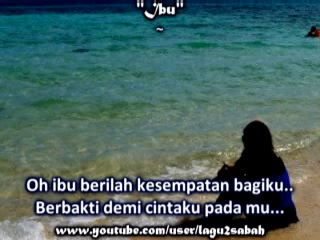 "Ibu"
~
Oh ibu berilah kesempatan bagiku..
Berbakti demi cintaku pada mu...
www.youtube.com/user/lagu2sabah